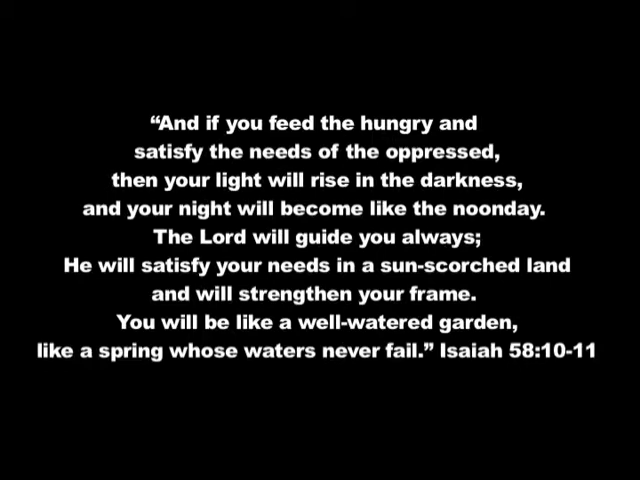 “And if you feed the hungry and
satisfy the needs of the oppressed,
then your light will rise in the darkness,
and your night will become like the noonday.
The Lord will guide you always;
He will satisfy your needs in a sun-scorched land
and will strengthen your frame.
You will be like a well-watered garden,
like a spring whose waters never fail.” Isaiah 58:10-11